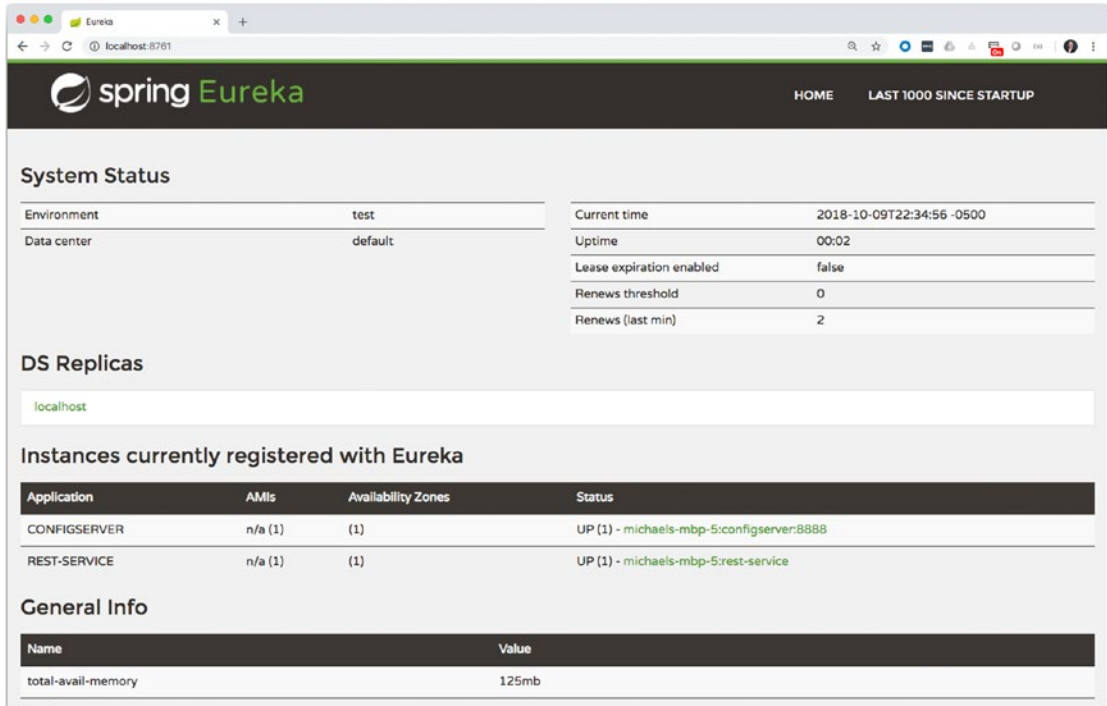 Eureka
localhost:8761
On
spring Eureka
HOME LAST 1000 SINCE STARTUP
System Status
Environment test
Data center default
Current time 2018-10-09T22:34:56 -0500
Uptime 00:02
Lease expiration enabled false
Renews threshold 0
Renews (last min) 2
DS Replicas
localhost
Instances currently registered with Eureka
Application AMIs Availability Zones Status
CONFIGSERVER n/a (1) (1) UP (1) - michaels-mbp-5:configserver:8888
REST-SERVICE n/a (1) (1) UP (1) - michaels-mbp-5:rest-service
General Info
Name Value
total-avail-memory 125mb